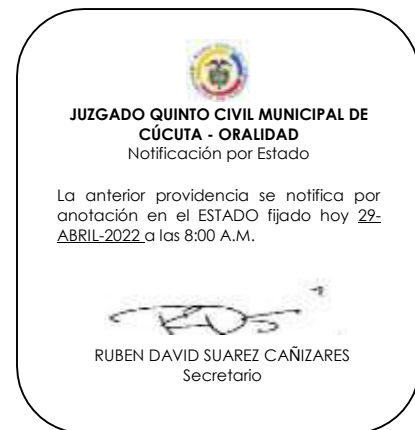 JUZGADO QUINTO CIVIL MUNICIPAL DE
CÚCUTA - ORALIDAD
Notificación por Estado
La anterior providencia se notifica por
anotación en el ESTADO fijado hoy 29-
ABRIL-2022 a las 8:00 A.M.
RUBEN DAVID SUAREZ CAÑIZARES
Secretario